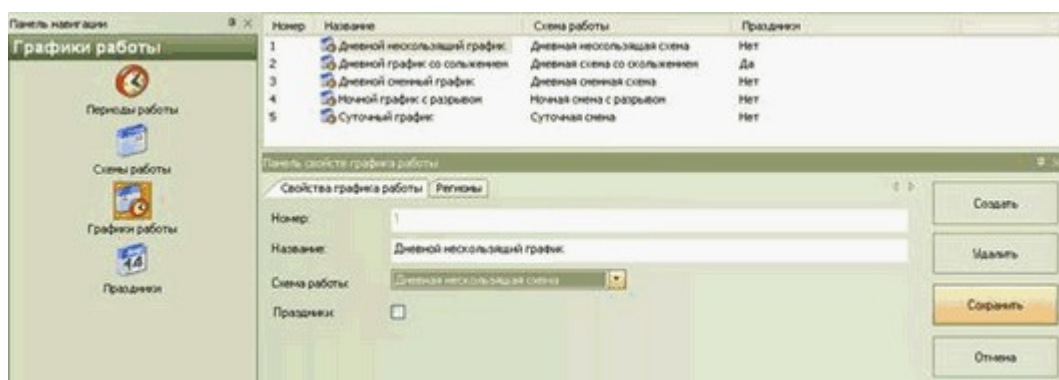 Панель навигации
Графики работы
Периоды работы
Схемы работы
Графики работы
Праздники
Номер Название Схема работы Праздники
1 Дневной нескользящий график Дневная нескользящая схема Нет
2 Дневной график со сольжением Дневная схема со скольжением Да
3 Дневной сменный график Дневная сменная схема Нет
4 Ночной график с разрывом Ночная смена с разрывом Нет
5 Суточный график Суточная смена Нет
Панель свойств графика работы
Свойства графика работы Регионы
Номер: 1
Название: Дневной нескользящий график
Схема работы: Дневная нескользящая схема
Праздники:
Создать
Удалить
Сохранить
Отмена